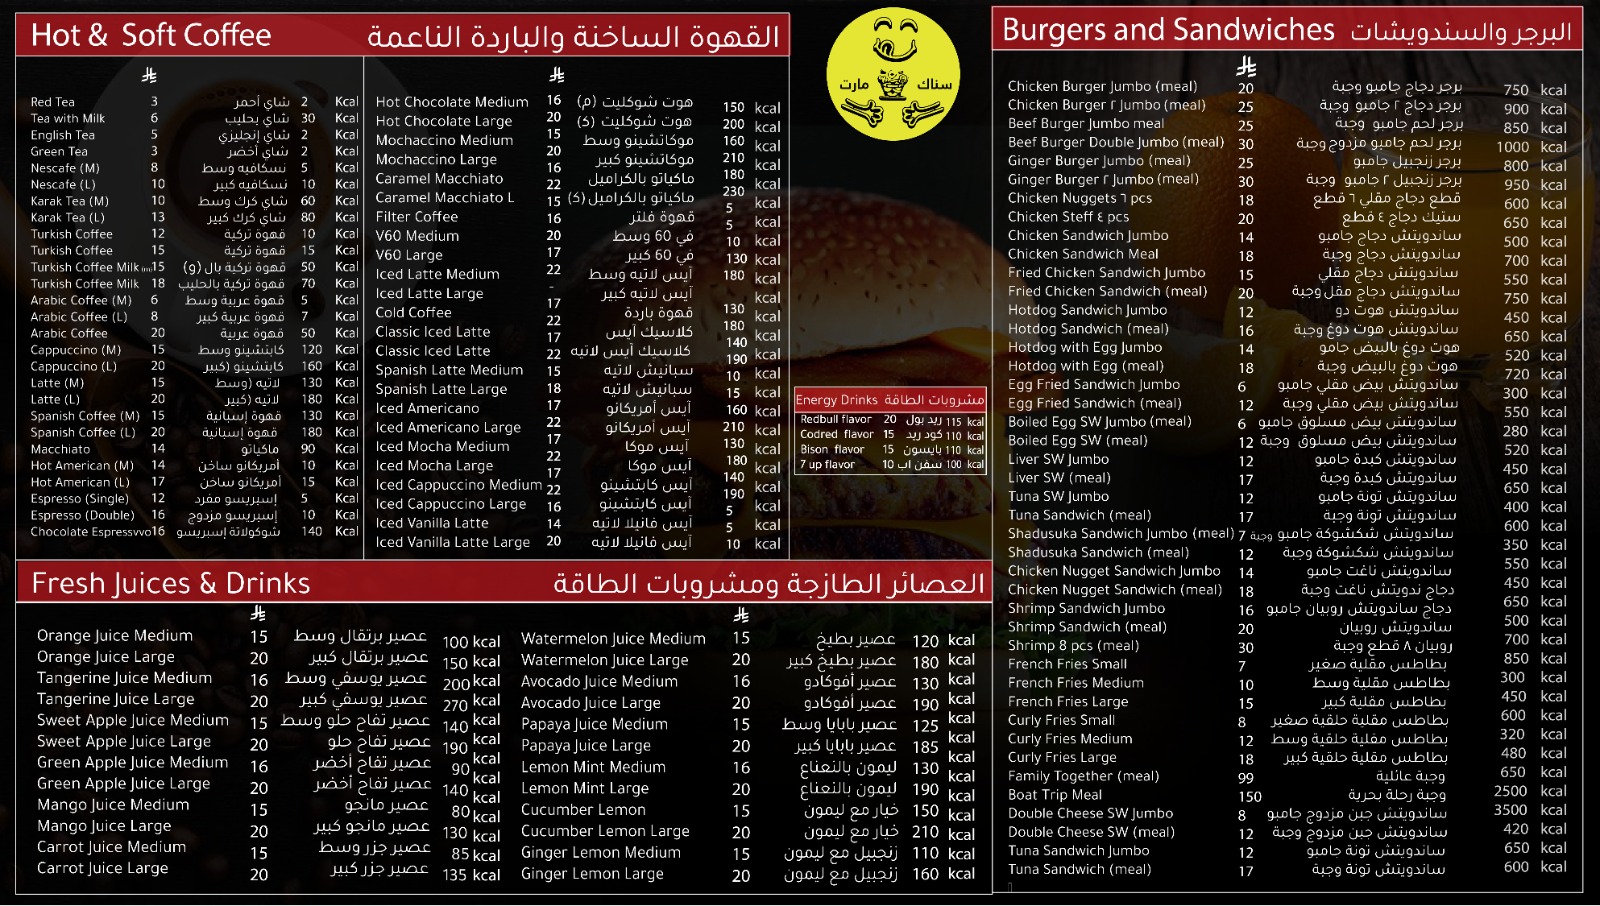 Hot & Soft Coffee القهوة الساخنة والباردة الناعمة
Red Tea 3 شاي أحمر 2 Kcal
Tea with Milk 6 شاي بحليب 30 Kcal
English Tea 5 شاي إنجليزي 2 Kcal
Green Tea 3 شاي أخضر 2 Kcal
Nescafe (M) 8 نسكافيه وسط 5 Kcal
Nescafe (L) 10 نسكافيه كبير 10 Kcal
Karak Tea (M) 10 شاي كرك وسط 60 Kcal
Karak Tea (L) 13 شاي كرك كبير 80 Kcal
Turkish Coffee 12 قهوة تركية 10 Kcal
Turkish Coffee 15 قهوة تركية 15 Kcal
Turkish Coffee Milk 15 قهوة تركية بال (و) 50 Kcal
Turkish Coffee Milk 18 قهوة تركية بالحليب 70 Kcal
Arabic Coffee (M) 6 قهوة عربية وسط 5 Kcal
Arabic Coffee (L) 8 قهوة عربية كبير 7 Kcal
Arabic Coffee 20 قهوة عربية 50 Kcal
Cappuccino (M) 15 كابتشينو وسط 120 Kcal
Cappuccino (L) 20 كابتشينو (كبير 160 Kcal
Latte (M) 15 لاتيه (وسط 130 Kcal
Latte (L) 20 لاتيه (كبير 180 Kcal
Spanish Coffee (M) 15 قهوة إسبانية 130 Kcal
Spanish Coffee (L) 20 قهوة إسبانية 180 Kcal
Macchiato 14 ماكياتو 90 Kcal
Hot American (M) 14 أمريكانو ساخن 10 Kcal
Hot American (L) 17 أمريكانو ساخن 15 Kcal
Espresso (Single) 12 إسبريسو مفرد 5 Kcal
Espresso (Double) 16 إسبريسو مزدوج 10 Kcal
Chocolate Espressvvo16 شوكولاتة إسبريسو 140 Kcal
Hot Chocolate Medium 16 هوت شوكليت (م) 150 kcal
Hot Chocolate Large 20 هوت شوكليت (ك) 200 kcal
Mochaccino Medium 15 موكاتشينو وسط 160 kcal
Mochaccino Large 20 موكاتشينو كبير 210 kcal
Caramel Macchiato 16 ماكياتو بالكراميل 180 kcal
Caramel Macchiato L 22 ماكياتو بالكراميل (ك) 230 kcal
Filter Coffee 15 قهوة فلتر 5 kcal
V60 Medium 16 في 60 وسط 5 kcal
V60 Large 20 في 60 كبير 10 kcal
Iced Latte Medium 17 آيس لاتيه وسط 130 kcal
Iced Latte Large 22 آيس لاتيه كبير 180 kcal
Cold Coffee - قهوة باردة
Classic Iced Latte 17 كلاسيك آيس 130 kcal
Classic Iced Latte 22 كلاسيك آيس لاتيه 180 kcal
Spanish Latte Medium 17 سبانيش لاتيه 140 kcal
Spanish Latte Large 22 سبانيش لاتيه 190 kcal
Iced Americano 15 آيس أمريكانو 10 kcal
Iced Americano Large 18 آيس أمريكانو 15 kcal
Iced Mocha Medium 17 آيس موكا 160 kcal
Iced Mocha Large 22 آيس موكا 210 kcal
Iced Cappuccino Medium 17 آيس كابتشينو 130 kcal
Iced Cappuccino Large 22 آيس كابتشينو 180 kcal
Iced Vanilla Latte 17 آيس فانيلا لاتيه 140 kcal
Iced Vanilla Latte Large 22 آيس فانيلا لاتيه 190 kcal
16 5 kcal
14 5 kcal
20 10 kcal
سناك مارت
Energy Drinks مشروبات الطاقة
Redbull flavor 20 ريد بول 115 kcal
Codred flavor 15 كود ريد 110 kcal
Bison flavor 15 بايسون 110 kcal
7 up flavor 10 سفن اب 100 kcal
Burgers and Sandwiches البرجر والسندويشات
Chicken Burger Jumbo (meal) 20 برجر دجاج جامبو وجبة 750 kcal
Chicken Burger ٢ Jumbo (meal) 25 برجر دجاج ٢ جامبو وجبة 900 kcal
Beef Burger Jumbo meal 25 برجر لحم جامبو وجبة 850 kcal
Beef Burger Double Jumbo (meal) 30 برجر لحم جامبو مزدوج وجبة 1000 kcal
Ginger Burger Jumbo (meal) 25 برجر زنجبيل جامبو 800 kcal
Ginger Burger ٢ Jumbo (meal) 30 برجر زنجبيل ٢ جامبو وجبة 950 kcal
Chicken Nuggets ٦ pcs 16 قطع دجاج مقلي ٦ قطع 600 kcal
Chicken Steff ٤ pcs 20 ستيك دجاج ٤ قطع 650 kcal
Chicken Sandwich Jumbo 14 ساندويتش دجاج جامبو 500 kcal
Chicken Sandwich Meal 18 ساندويتش دجاج وجبة 700 kcal
Fried Chicken Sandwich Jumbo 15 ساندويتش دجاج مقلي 550 kcal
Fried Chicken Sandwich (meal) 20 ساندويتش دجاج مقل وجبة 750 kcal
Hotdog Sandwich Jumbo 12 ساندويتش هوت دو 450 kcal
Hotdog Sandwich (meal) 16 ساندويتش هوت دوغ وجبة 650 kcal
Hotdog with Egg Jumbo 14 هوت دوغ بالبيض جامو 520 kcal
Hotdog with Egg (meal) 18 هوت دوغ بالبيض وجبة 720 kcal
Egg Fried Sandwich Jumbo 6 ساندويتش بيض مقلي جامبو 300 kcal
Egg Fried Sandwich (meal) 12 ساندويتش بيض مقلي وجبة 550 kcal
Boiled Egg SW Jumbo (meal) 6 ساندويتش بيض مسلوق جامبو 280 kcal
Boiled Egg SW (meal) 12 ساندويتش بيض مسلوق وجبة 520 kcal
Liver SW Jumbo 12 ساندويتش كبدة جامبو 450 kcal
Liver SW (meal) 17 ساندويتش كبدة وجبة 650 kcal
Tuna SW Jumbo 12 ساندويتش تونة جامبو 400 kcal
Tuna Sandwich (meal) 17 ساندويتش تونة وجبة 600 kcal
Shadusuka Sandwich Jumbo (meal) 7 ساندويتش شكشوكة جامبو وجبة 350 kcal
Shadusuka Sandwich (meal) 12 ساندويتش شكشوكة وجبة 550 kcal
Chicken Nugget Sandwich Jumbo 14 ساندويتش ناغت جامبو 450 kcal
Chicken Nugget Sandwich (meal) 18 دجاج ندويتش ناغت وجبة 650 kcal
Shrimp Sandwich Jumbo 16 دجاج ساندويتش روبيان جامبو 500 kcal
Shrimp Sandwich (meal) 20 ساندويتش روبيان 700 kcal
Shrimp 8 pcs (meal) 30 روبيان ٨ قطع وجبة 850 kcal
French Fries Small 7 بطاطس مقلية صغير 300 kcal
French Fries Medium 10 بطاطس مقلية وسط 450 kcal
French Fries Large 15 بطاطس مقلية كبير 600 kcal
Curly Fries Small 8 بطاطس مقلية حلقية صغير 320 kcal
Curly Fries Medium 12 بطاطس مقلية حلقية وسط 480 kcal
Curly Fries Large 18 بطاطس مقلية حلقية كبير 650 kcal
Family Together (meal) 99 وجبة عائلية 2500 kcal
Boat Trip Meal 150 وجبة رحلة بحرية 3500 kcal
Double Cheese SW Jumbo 8 ساندويتش جبن مزدوج جامبو 420 kcal
Double Cheese SW (meal) 12 ساندويتش جبن مزدوج وجبة 650 kcal
Tuna Sandwich Jumbo 12 ساندويتش تونة جامبو 600 kcal
Tuna Sandwich (meal) 17 ساندويتش تونة وجبة
Fresh Juices & Drinks العصائر الطازجة ومشروبات الطاقة
Orange Juice Medium 15 عصير برتقال وسط 100 kcal
Orange Juice Large 20 عصير برتقال كبير 150 kcal
Tangerine Juice Medium 16 عصير يوسفي وسط 200 kcal
Tangerine Juice Large 20 عصير يوسفي كبير 270 kcal
Sweet Apple Juice Medium 15 عصير تفاح حلو وسط 140 kcal
Sweet Apple Juice Large 20 عصير تفاح حلو 190 kcal
Green Apple Juice Medium 16 عصير تفاح أخضر 90 kcal
Green Apple Juice Large 20 عصير تفاح أخضر 140 kcal
Mango Juice Medium 15 عصير مانجو 80 kcal
Mango Juice Large 20 عصير مانجو كبير 130 kcal
Carrot Juice Medium 15 عصير جزر وسط 85 kcal
Carrot Juice Large 20 عصير جزر كبير 135 kcal
Watermelon Juice Medium 15 عصير بطيخ 120 kcal
Watermelon Juice Large 20 عصير بطيخ كبير 180 kcal
Avocado Juice Medium 16 عصير أفوكادو 130 kcal
Avocado Juice Large 20 عصير أفوكادو 190 kcal
Papaya Juice Medium 15 عصير بابايا وسط 125 kcal
Papaya Juice Large 20 عصير بابايا كبير 185 kcal
Lemon Mint Medium 16 ليمون بالنعناع 130 kcal
Lemon Mint Large 20 ليمون بالنعناع 190 kcal
Cucumber Lemon 15 خيار مع ليمون 150 kcal
Cucumber Lemon Large 20 خيار مع ليمون 210 kcal
Ginger Lemon Medium 15 زنجبيل مع ليمون 110 kcal
Ginger Lemon Large 20 زنجبيل مع ليمون 160 kcal